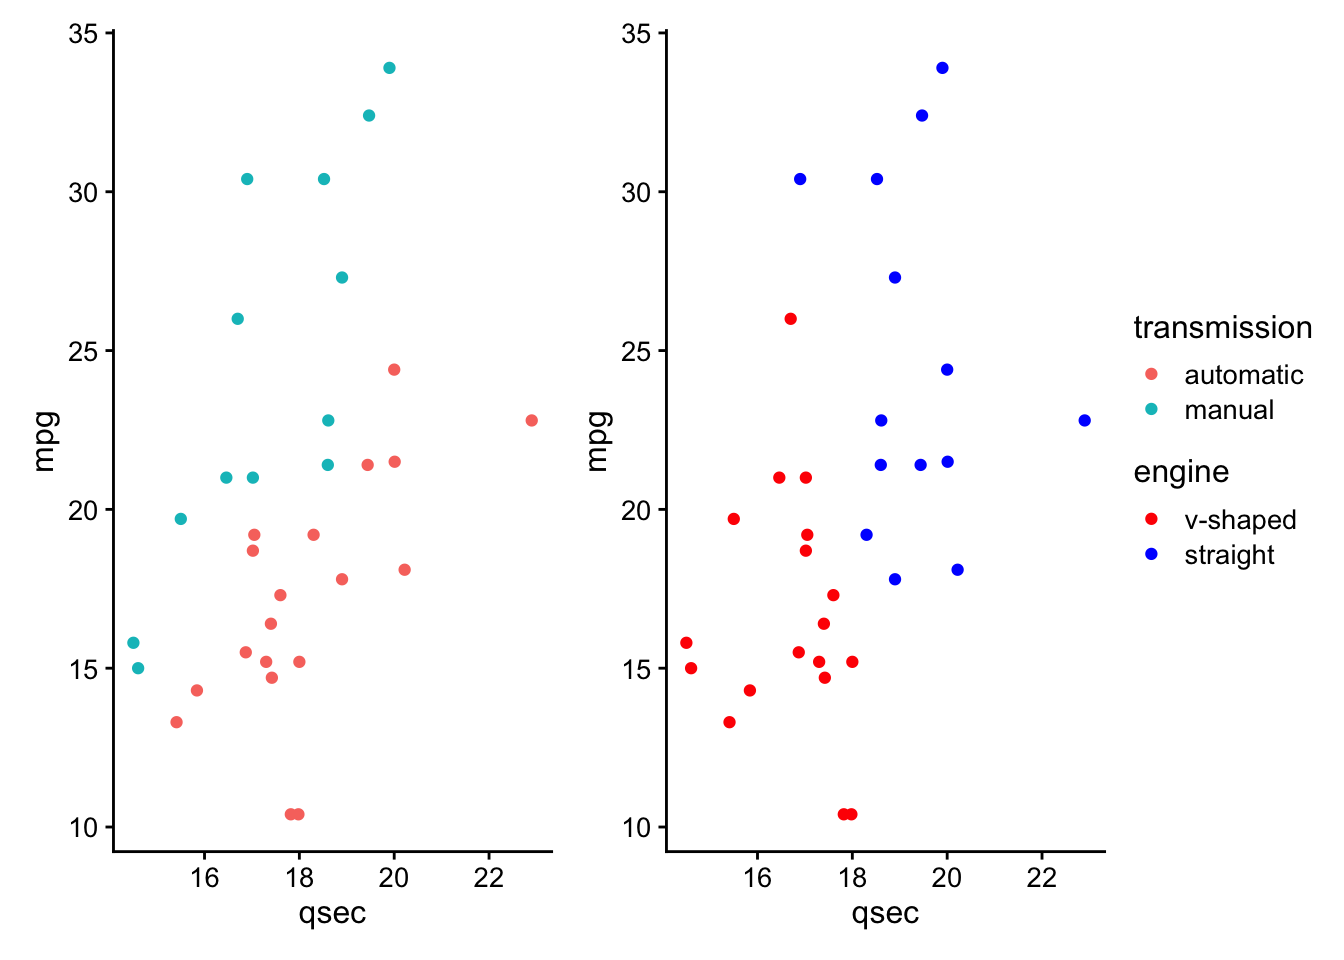 35
30
25
20
15
10
mpg
16 18 20 22
qsec
35
30
25
20
15
10
mpg
16 18 20 22
qsec
transmission
automatic
manual
engine
v-shaped
straight